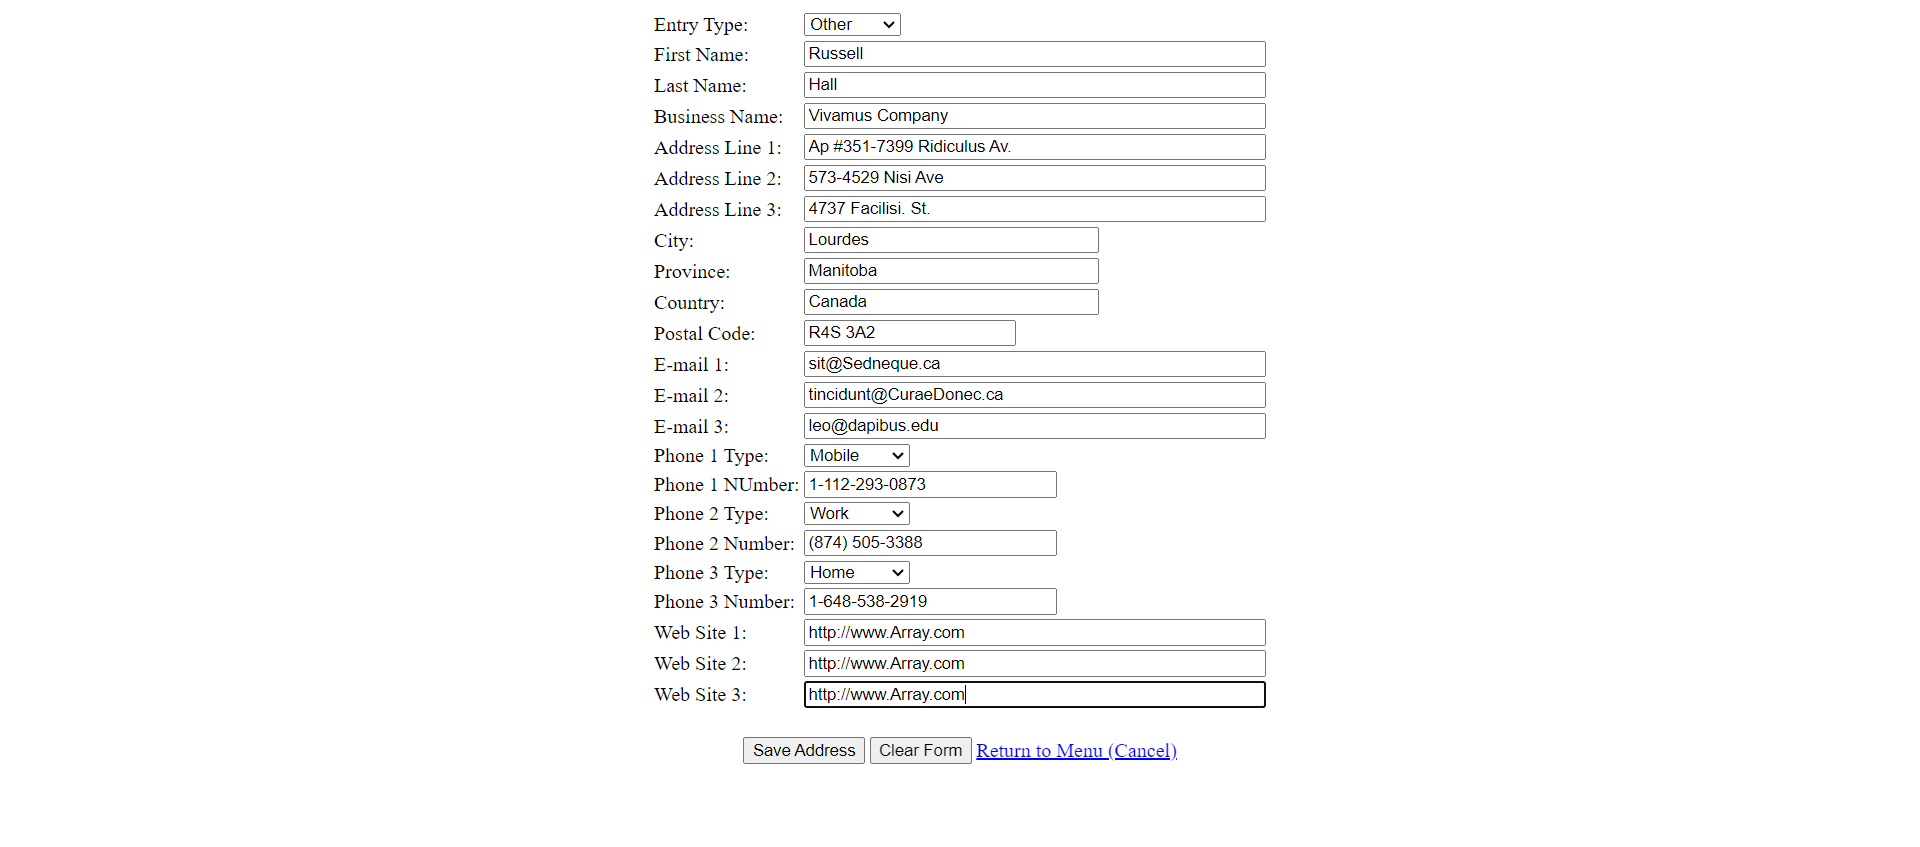 Entry Type: Other
First Name: Russell
Last Name: Hall
Business Name: Vivamus Company
Address Line 1: Ap #351-7399 Ridiculus Av.
Address Line 2: 573-4529 Nisi Ave
Address Line 3: 4737 Facilisi. St.
City: Lourdes
Province: Manitoba
Country: Canada
Postal Code: R4S 3A2
E-mail 1: sit@Sedneque.ca
E-mail 2: tincidunt@CuraeDonec.ca
E-mail 3: leo@dapibus.edu
Phone 1 Type: Mobile
Phone 1 NUmber: 1-112-293-0873
Phone 2 Type: Work
Phone 2 Number: (874) 505-3388
Phone 3 Type: Home
Phone 3 Number: 1-648-538-2919
Web Site 1: http://www.Array.com
Web Site 2: http://www.Array.com
Web Site 3: http://www.Array.com
Save Address Clear Form Return to Menu (Cancel)